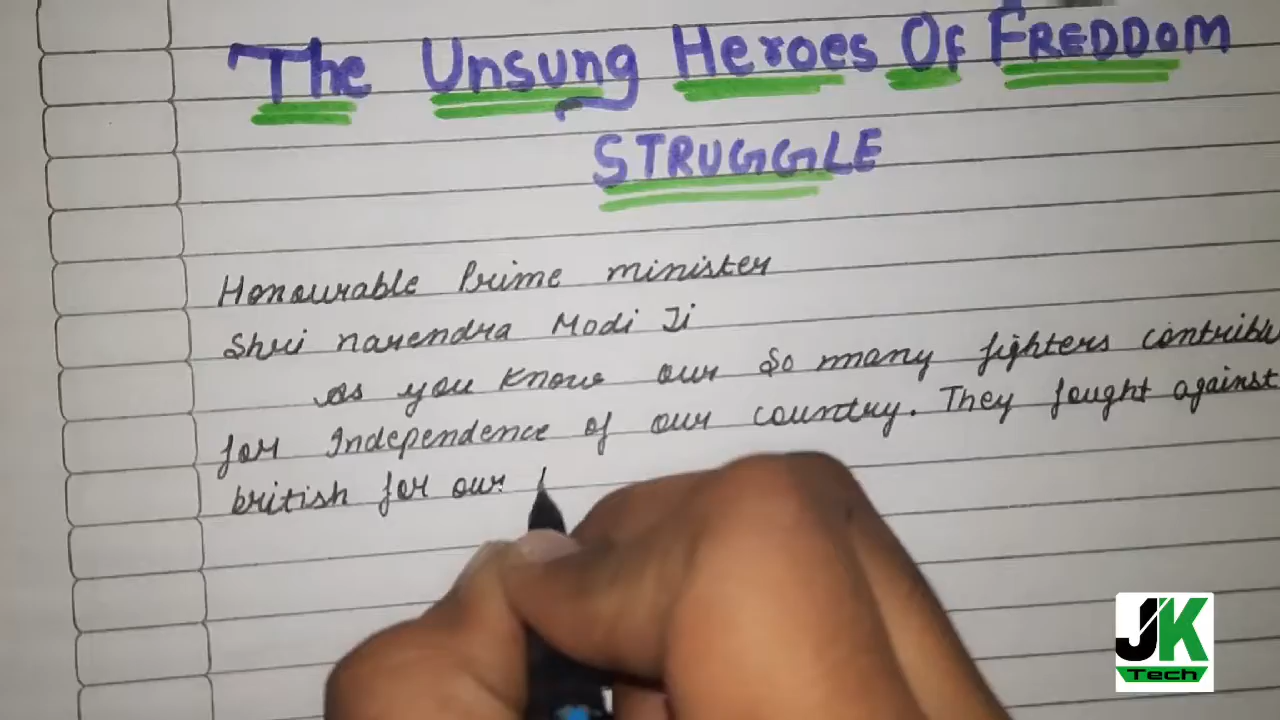 The Unsung Heroes Of FREDDOM
STRUGGLE
Honourable Prime minister
Shri narendra Modi Ji
as you know our So many fighters contribu
for Independence of our country. They fought against
british for our
JK
Tech